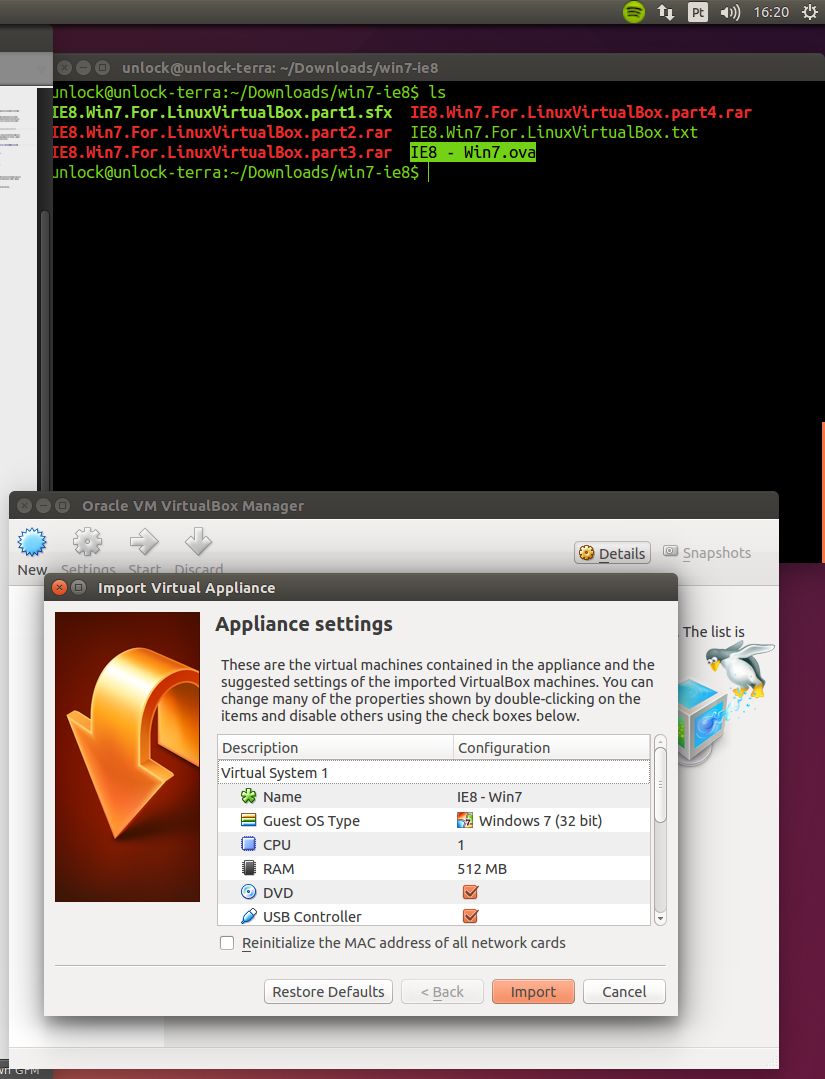 Pt 16:20
unlock@unlock-terra: ~/Downloads/win7-ie8
unlock@unlock-terra:~/Downloads/win7-ie8$ ls
IE8.Win7.For.LinuxVirtualBox.part1.sfx IE8.Win7.For.LinuxVirtualBox.part4.rar
IE8.Win7.For.LinuxVirtualBox.part2.rar IE8.Win7.For.LinuxVirtualBox.txt
IE8.Win7.For.LinuxVirtualBox.part3.rar IE8 - Win7.ova
unlock@unlock-terra:~/Downloads/win7-ie8$
Oracle VM VirtualBox Manager
New Settings Start Discard
Details Snapshots
Import Virtual Appliance
. The list is
Appliance settings
These are the virtual machines contained in the appliance and the
suggested settings of the imported VirtualBox machines. You can
change many of the properties shown by double-clicking on the
items and disable others using the check boxes below.
Description Configuration
Virtual System 1
Name IE8 - Win7
Guest OS Type Windows 7 (32 bit)
CPU 1
RAM 512 MB
DVD
USB Controller
Reinitialize the MAC address of all network cards
Restore Defaults < Back Import Cancel